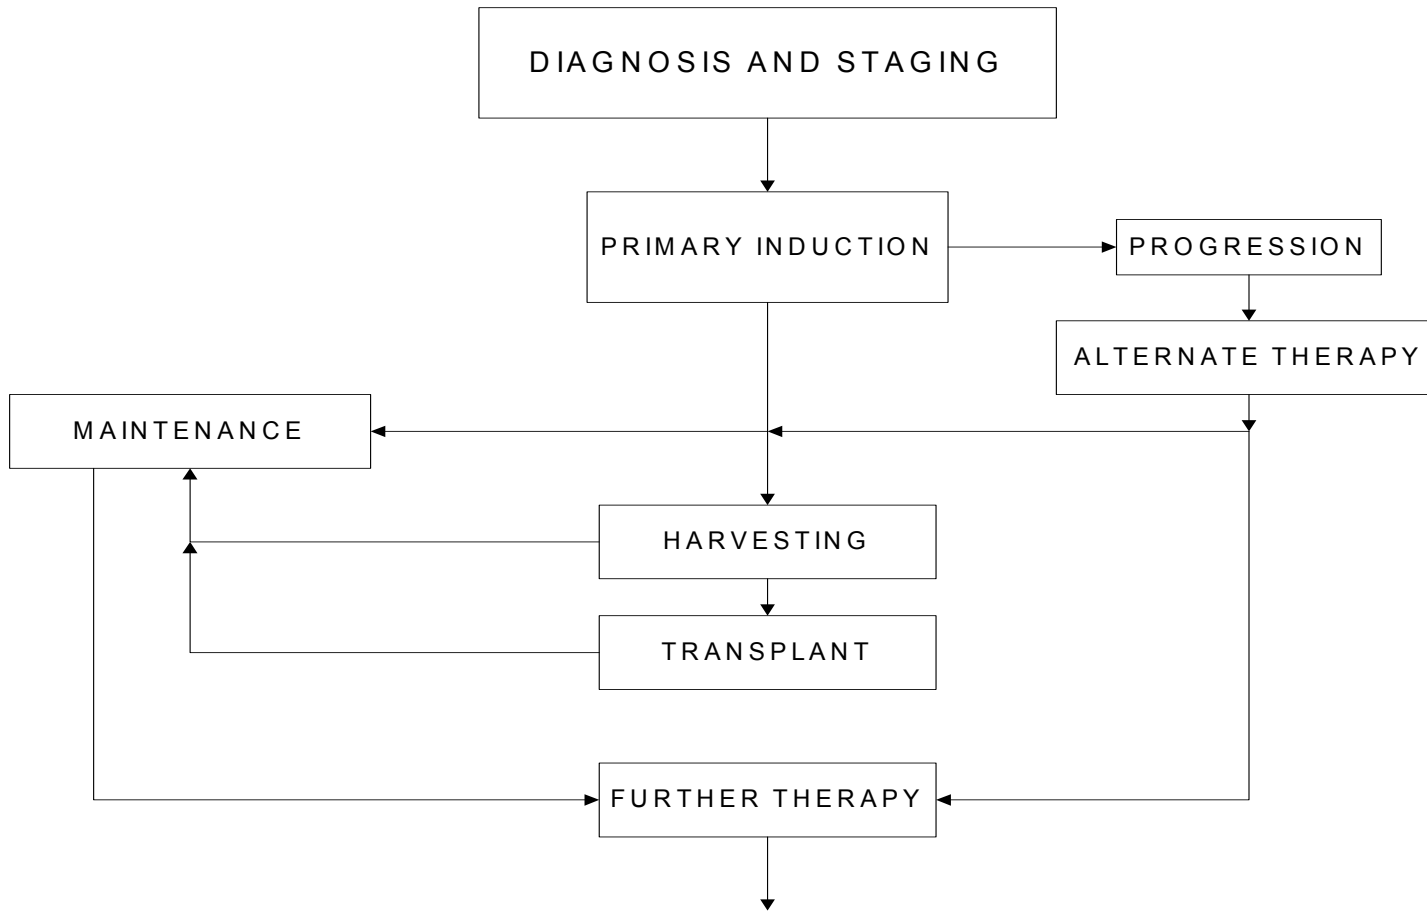 DIAGNOSIS AND STAGING
PRIMARY INDUCTION
PROGRESSION
ALTERNATE THERAPY
MAINTENANCE
HARVESTING
TRANSPLANT
FURTHER THERAPY